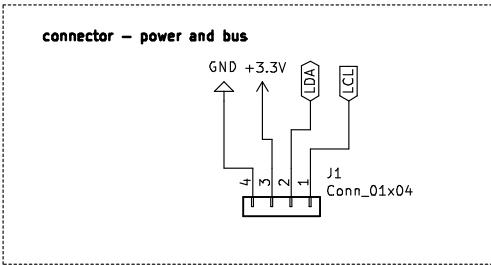 connector – power and bus
GND +3.3V
LDA
LCL
4 3 2 1
J1
Conn_01x04